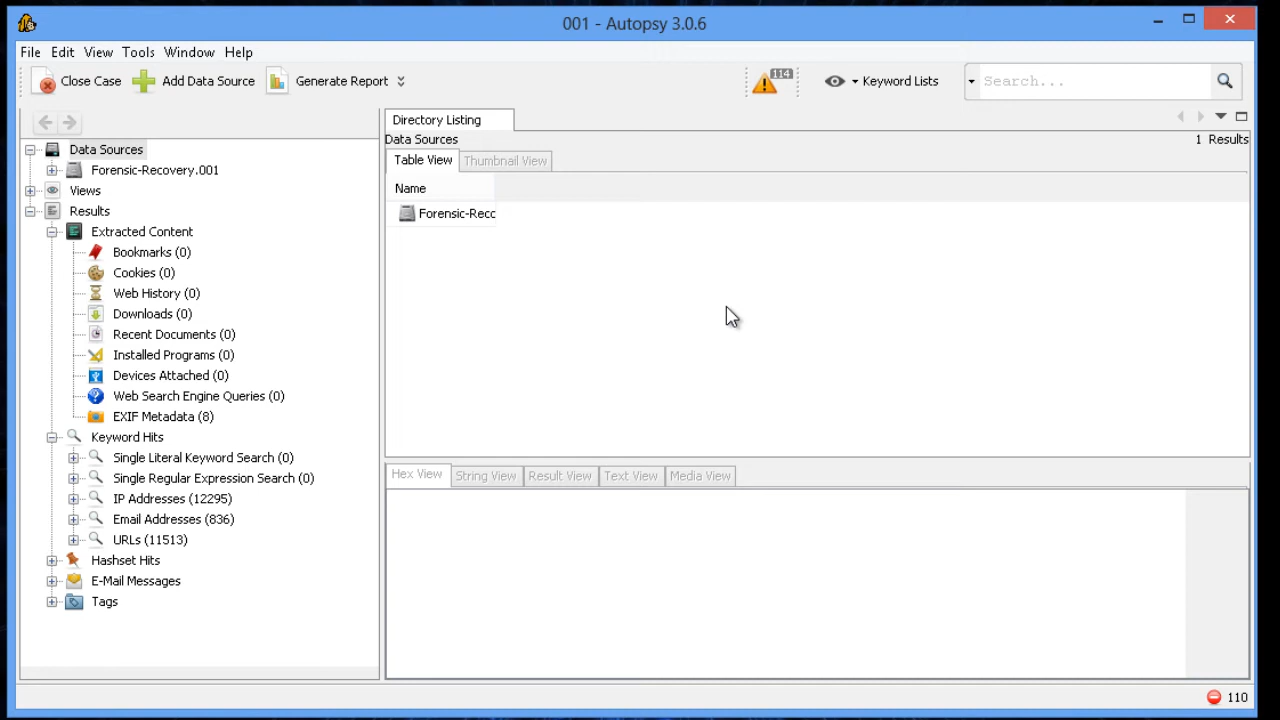 001 - Autopsy 3.0.6
File Edit View Tools Window Help
Close Case Add Data Source Generate Report 114 Keyword Lists Search...
Directory Listing
Data Sources 1 Results
Table View Thumbnail View
Name
Forensic-Recc
Data Sources
Forensic-Recovery.001
Views
Results
Extracted Content
Bookmarks (0)
Cookies (0)
Web History (0)
Downloads (0)
Recent Documents (0)
Installed Programs (0)
Devices Attached (0)
Web Search Engine Queries (0)
EXIF Metadata (8)
Keyword Hits
Single Literal Keyword Search (0)
Single Regular Expression Search (0)
IP Addresses (12295)
Email Addresses (836)
URLs (11513)
Hashset Hits
E-Mail Messages
Tags
Hex View String View Result View Text View Media View
110